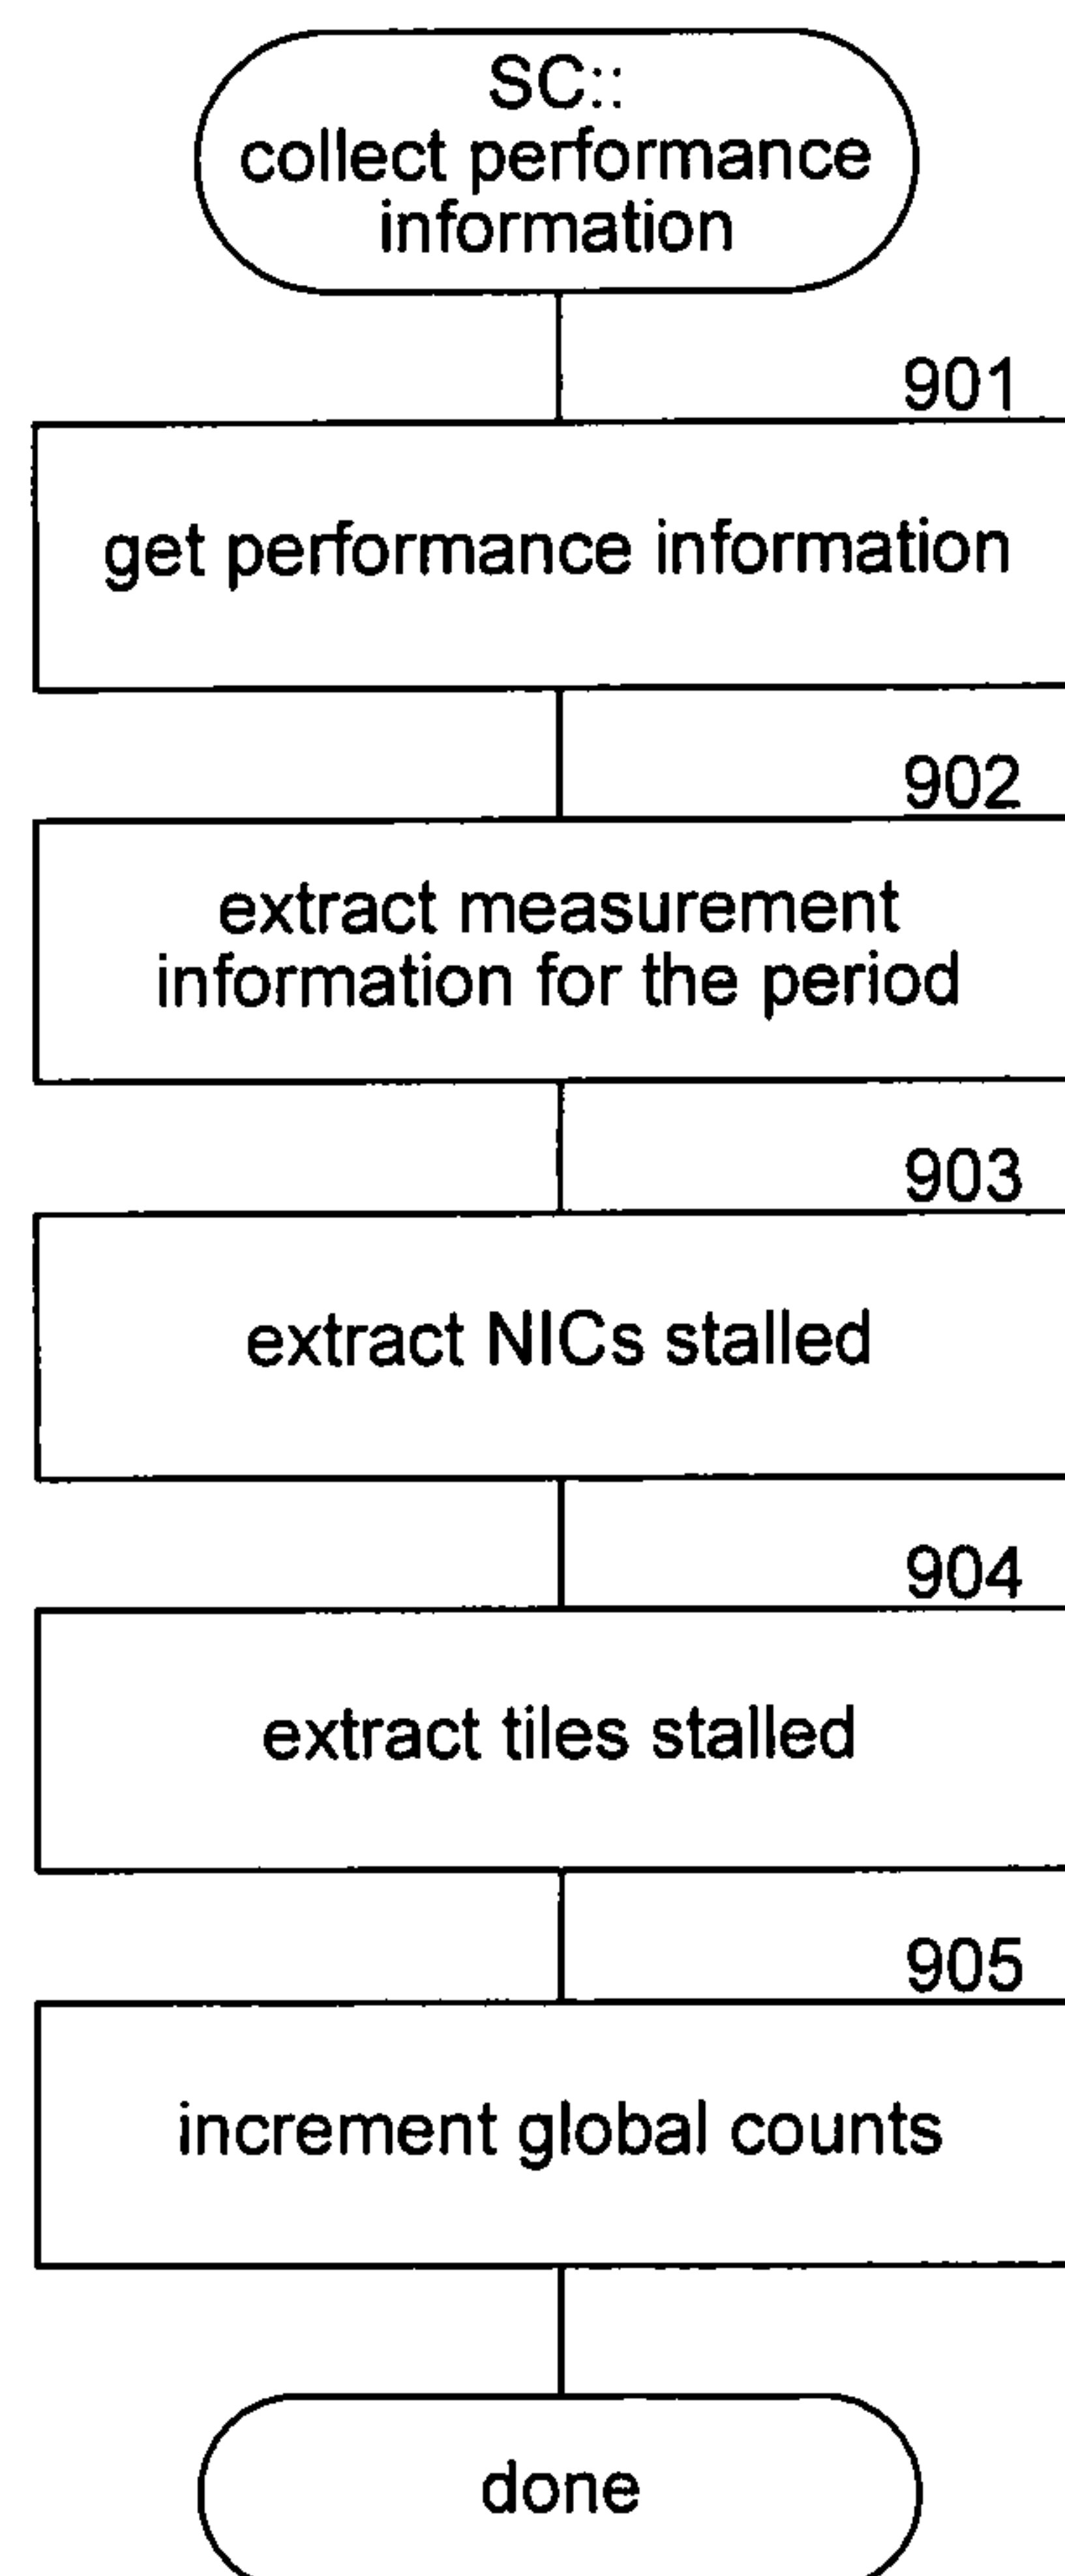 SC::
collect performance
information
901
get performance information
902
extract measurement
information for the period
903
extract NICs stalled
904
extract tiles stalled
905
increment global counts
done